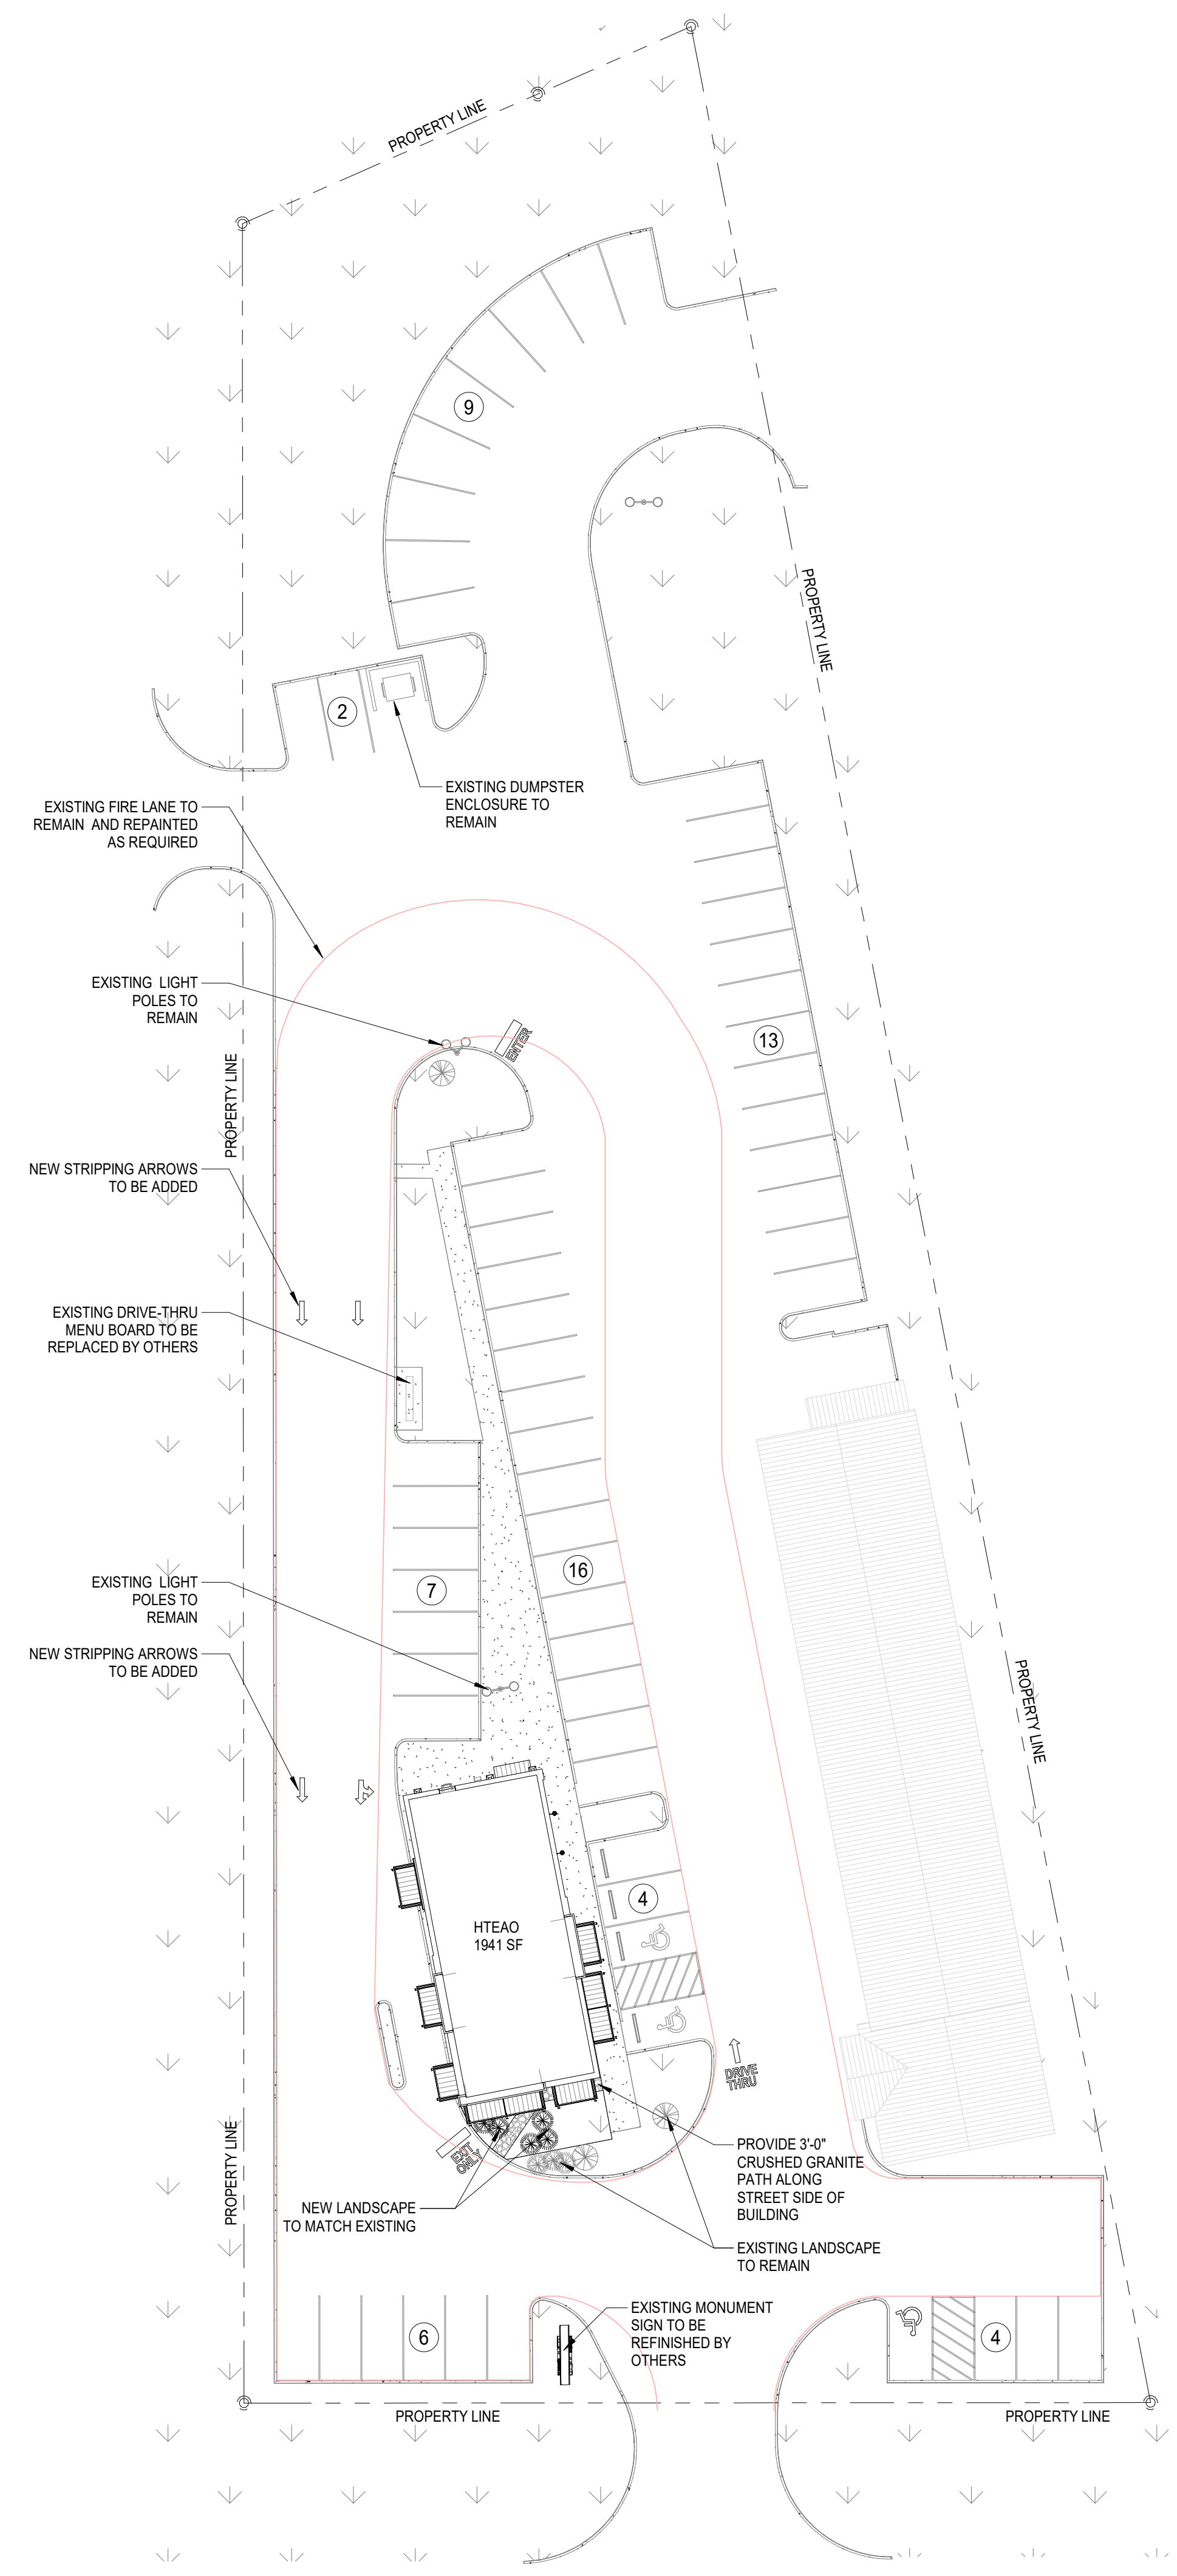 PROPERTY LINE
9
PROPERTY LINE
2
EXISTING DUMPSTER
ENCLOSURE TO
REMAIN
EXISTING FIRE LANE TO
REMAIN AND REPAINTED
AS REQUIRED
EXISTING LIGHT
POLES TO
REMAIN
ENTER
13
PROPERTY LINE
NEW STRIPPING ARROWS
TO BE ADDED
EXISTING DRIVE-THRU
MENU BOARD TO BE
REPLACED BY OTHERS
16
7
EXISTING LIGHT
POLES TO
REMAIN
NEW STRIPPING ARROWS
TO BE ADDED
PROPERTY LINE
4
HTEAO
1941 SF
DRIVE
THRU
EXIT
ONLY
PROPERTY LINE
PROVIDE 3'-0"
CRUSHED GRANITE
PATH ALONG
STREET SIDE OF
BUILDING
NEW LANDSCAPE
TO MATCH EXISTING
EXISTING LANDSCAPE
TO REMAIN
EXISTING MONUMENT
SIGN TO BE
REFINISHED BY
OTHERS
6
4
PROPERTY LINE
PROPERTY LINE